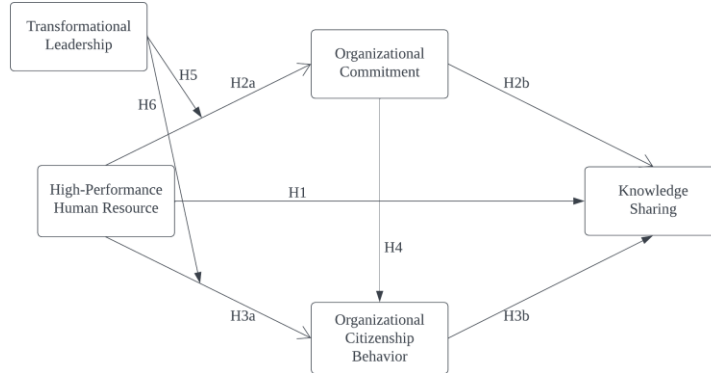 Transformational
Leadership
Organizational
Commitment
H5
H2a
H2b
H6
High-Performance
Human Resource
H1
Knowledge
Sharing
H4
H3a
Organizational
Citizenship
Behavior
H3b